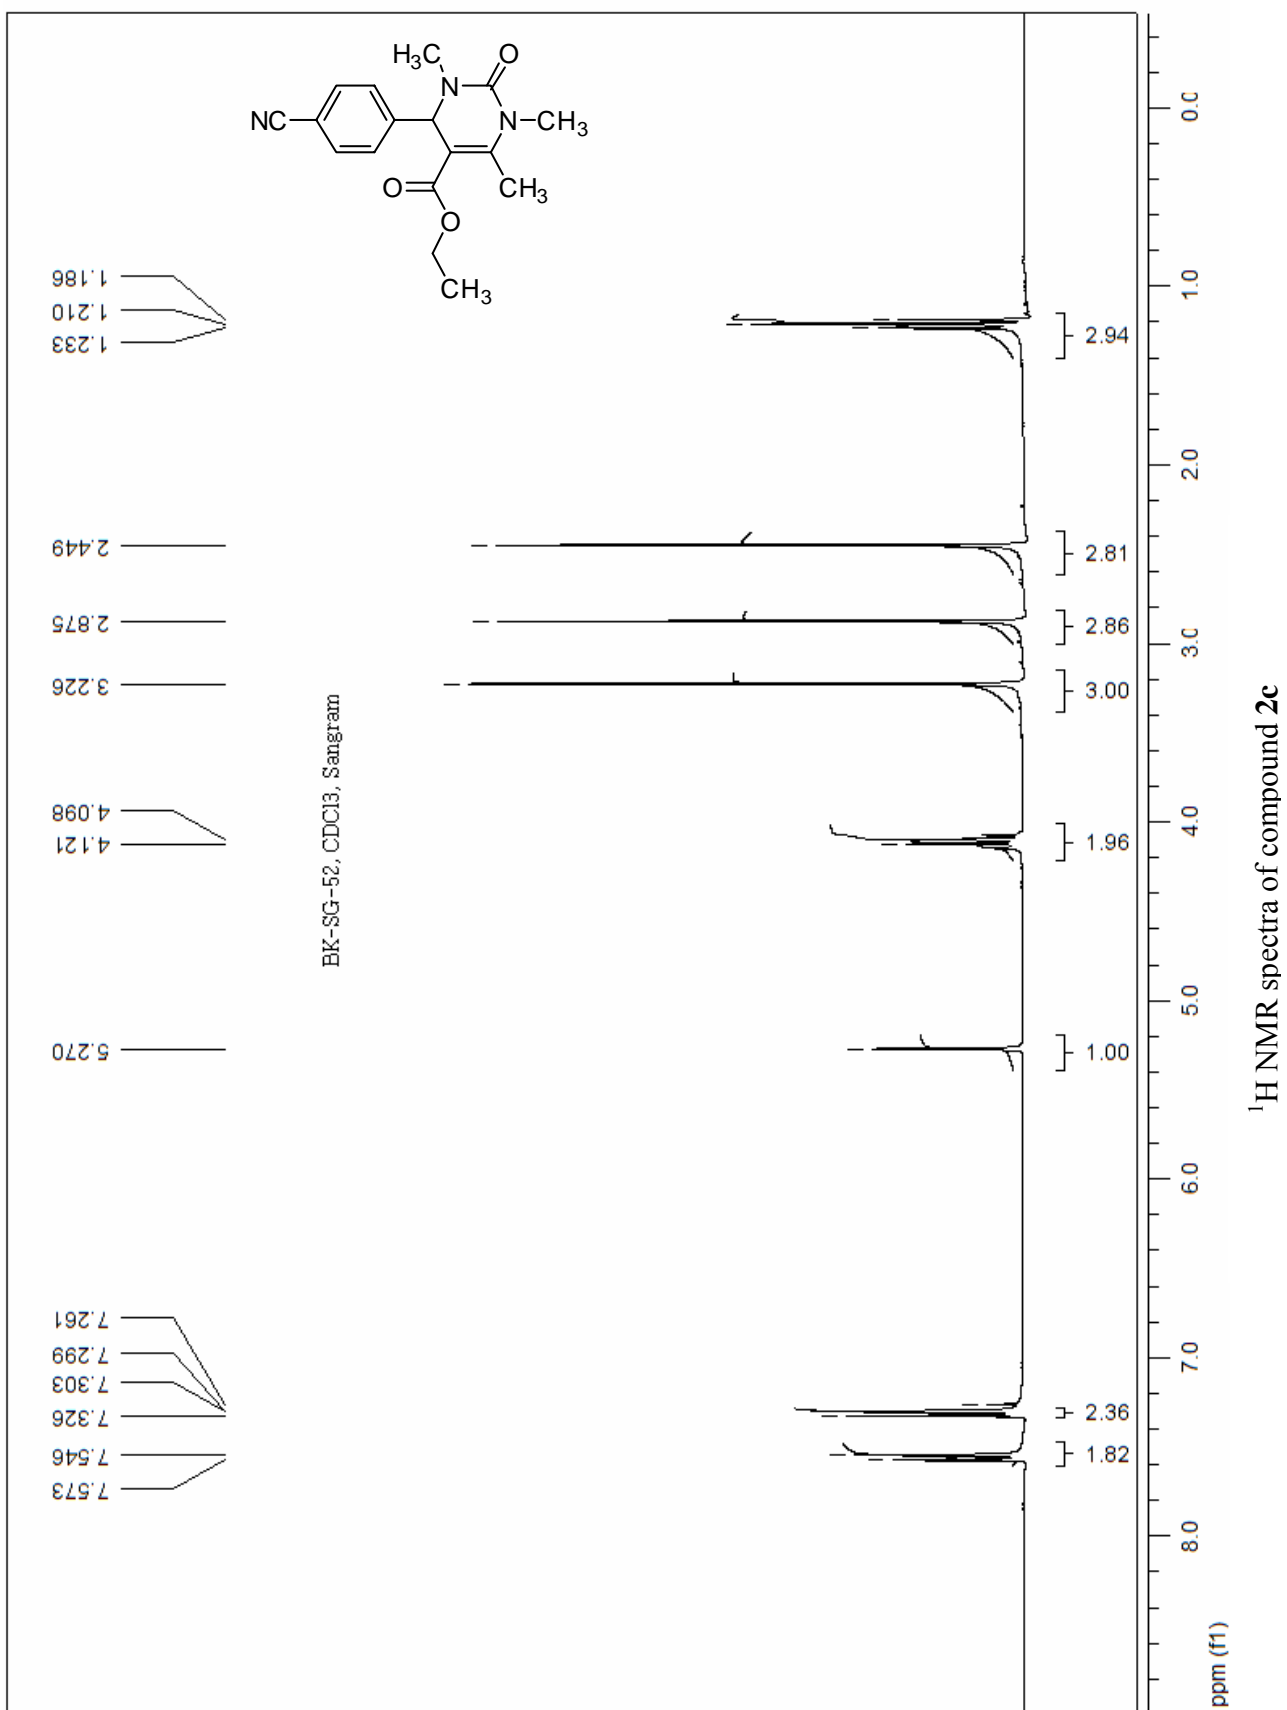 H3C
O
N
NC
N
CH3
O
CH3
O
CH3
1.186
1.210
1.233
2.449
2.875
3.226
4.098
4.121
5.270
7.261
7.299
7.303
7.326
7.546
7.573
BK-SG-52, CDCl3, Sangram
2.94
2.81
2.86
3.00
1.96
1.00
2.36
1.82
0.0
1.0
2.0
3.0
4.0
5.0
6.0
7.0
8.0
ppm (f1)
1H NMR spectra of compound 2c